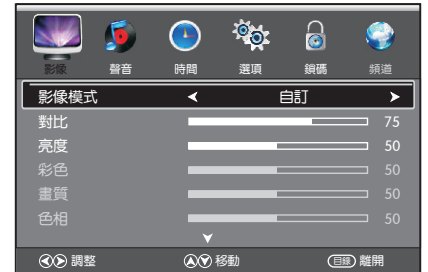 影像 聲音 時間 選項 鎖碼 頻道
影像模式 自訂
對比 75
亮度 50
彩色 50
畫質 50
色相 50
調整 移動 目錄 離開